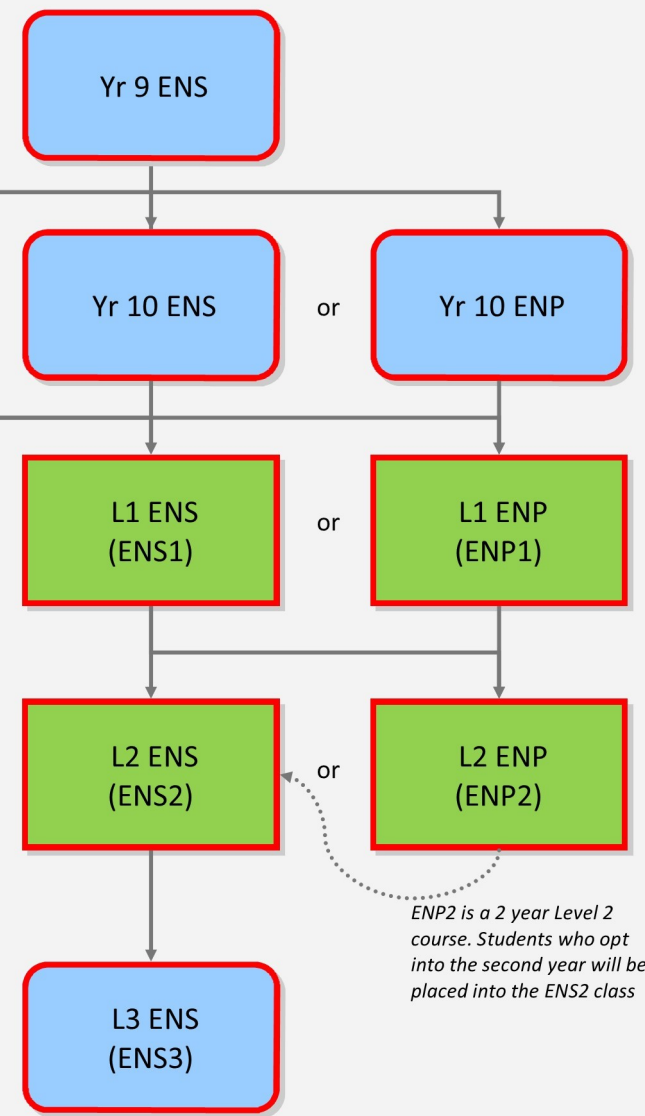 Yr 9 ENS
Yr 10 ENS
or
Yr 10 ENP
L1 ENS
(ENS1)
or
L1 ENP
(ENP1)
L2 ENS
(ENS2)
or
L2 ENP
(ENP2)
ENP2 is a 2 year Level 2
course. Students who opt
into the second year will be
placed into the ENS2 class
L3 ENS
(ENS3)